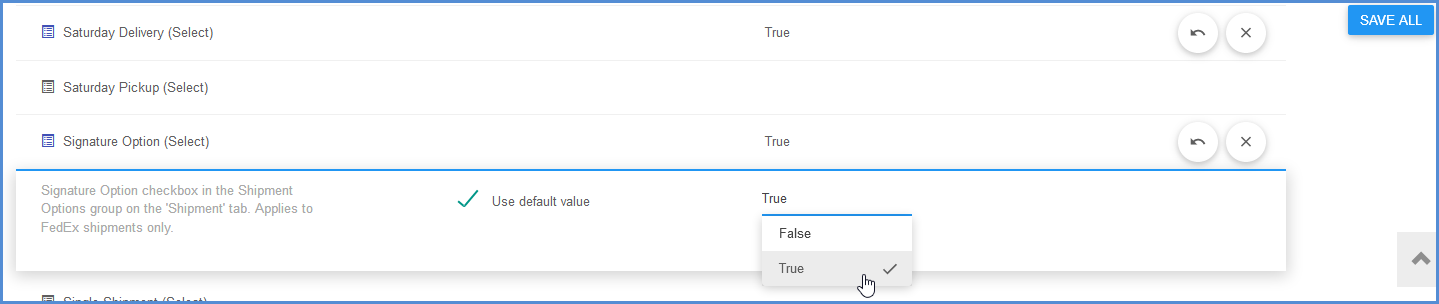 Saturday Delivery (Select) True SAVE ALL
Saturday Pickup (Select)
Signature Option (Select) True
Signature Option checkbox in the Shipment
Options group on the 'Shipment' tab. Applies to
FedEx shipments only.
Use default value
True
False
True
Single Shipment (Select)